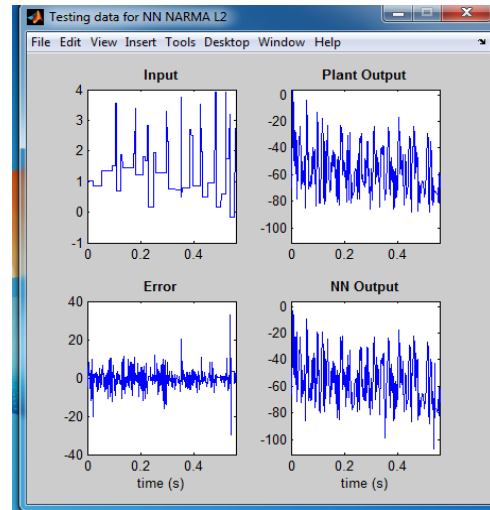 Testing data for NN NARMA L2
File Edit View Insert Tools Desktop Window Help
Input
4
3
2
1
0
-1
0 0.2 0.4
Plant Output
0
-20
-40
-60
-80
-100
0 0.2 0.4
Error
40
20
0
-20
-40
0 0.2 0.4
time (s)
NN Output
0
-20
-40
-60
-80
-100
0 0.2 0.4
time (s)